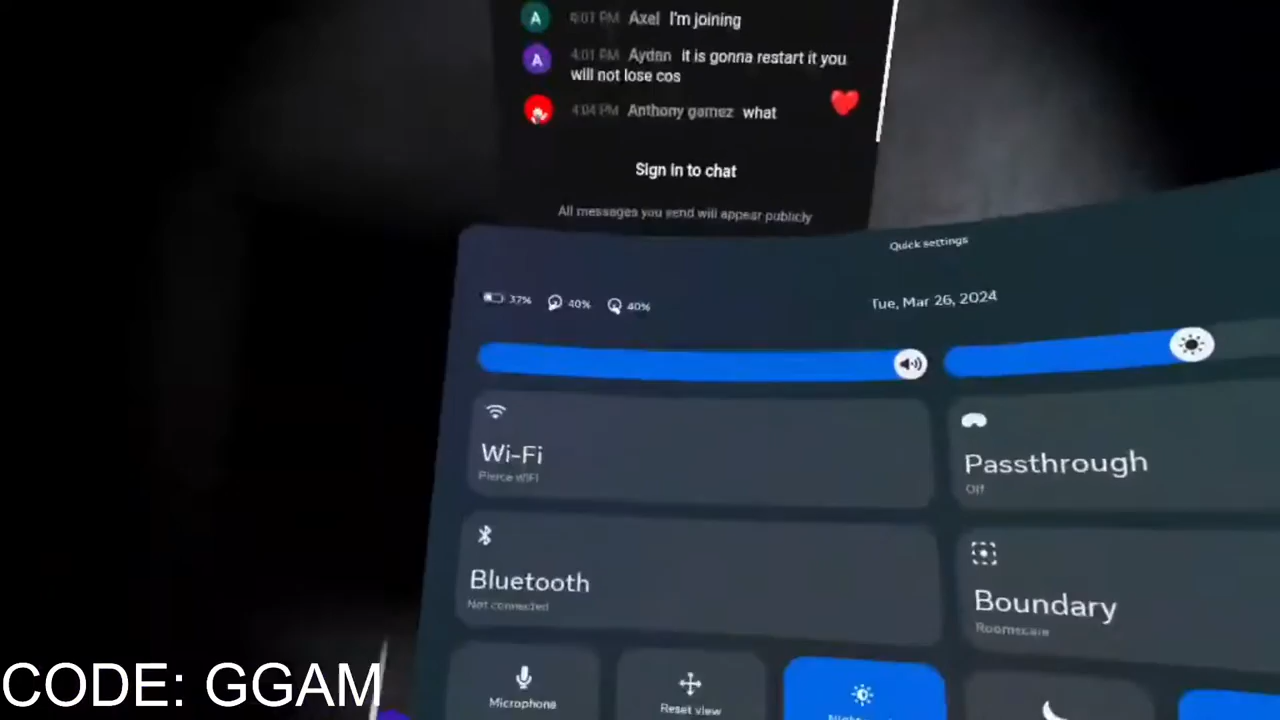 A 4:01 PM Axel I'm joining
A 4:01 PM Aydan it is gonna restart it you
will not lose cos
4:04 PM Anthony gamez what
Sign in to chat
All messages you send will appear publicly
Quick settings
37% 40% 40%
Tue, Mar 26, 2024
Wi-Fi
Pierce WIFI
Passthrough
Off
Bluetooth
Not connected
Boundary
Roomscale
Microphone
Reset view
CODE: GGAM